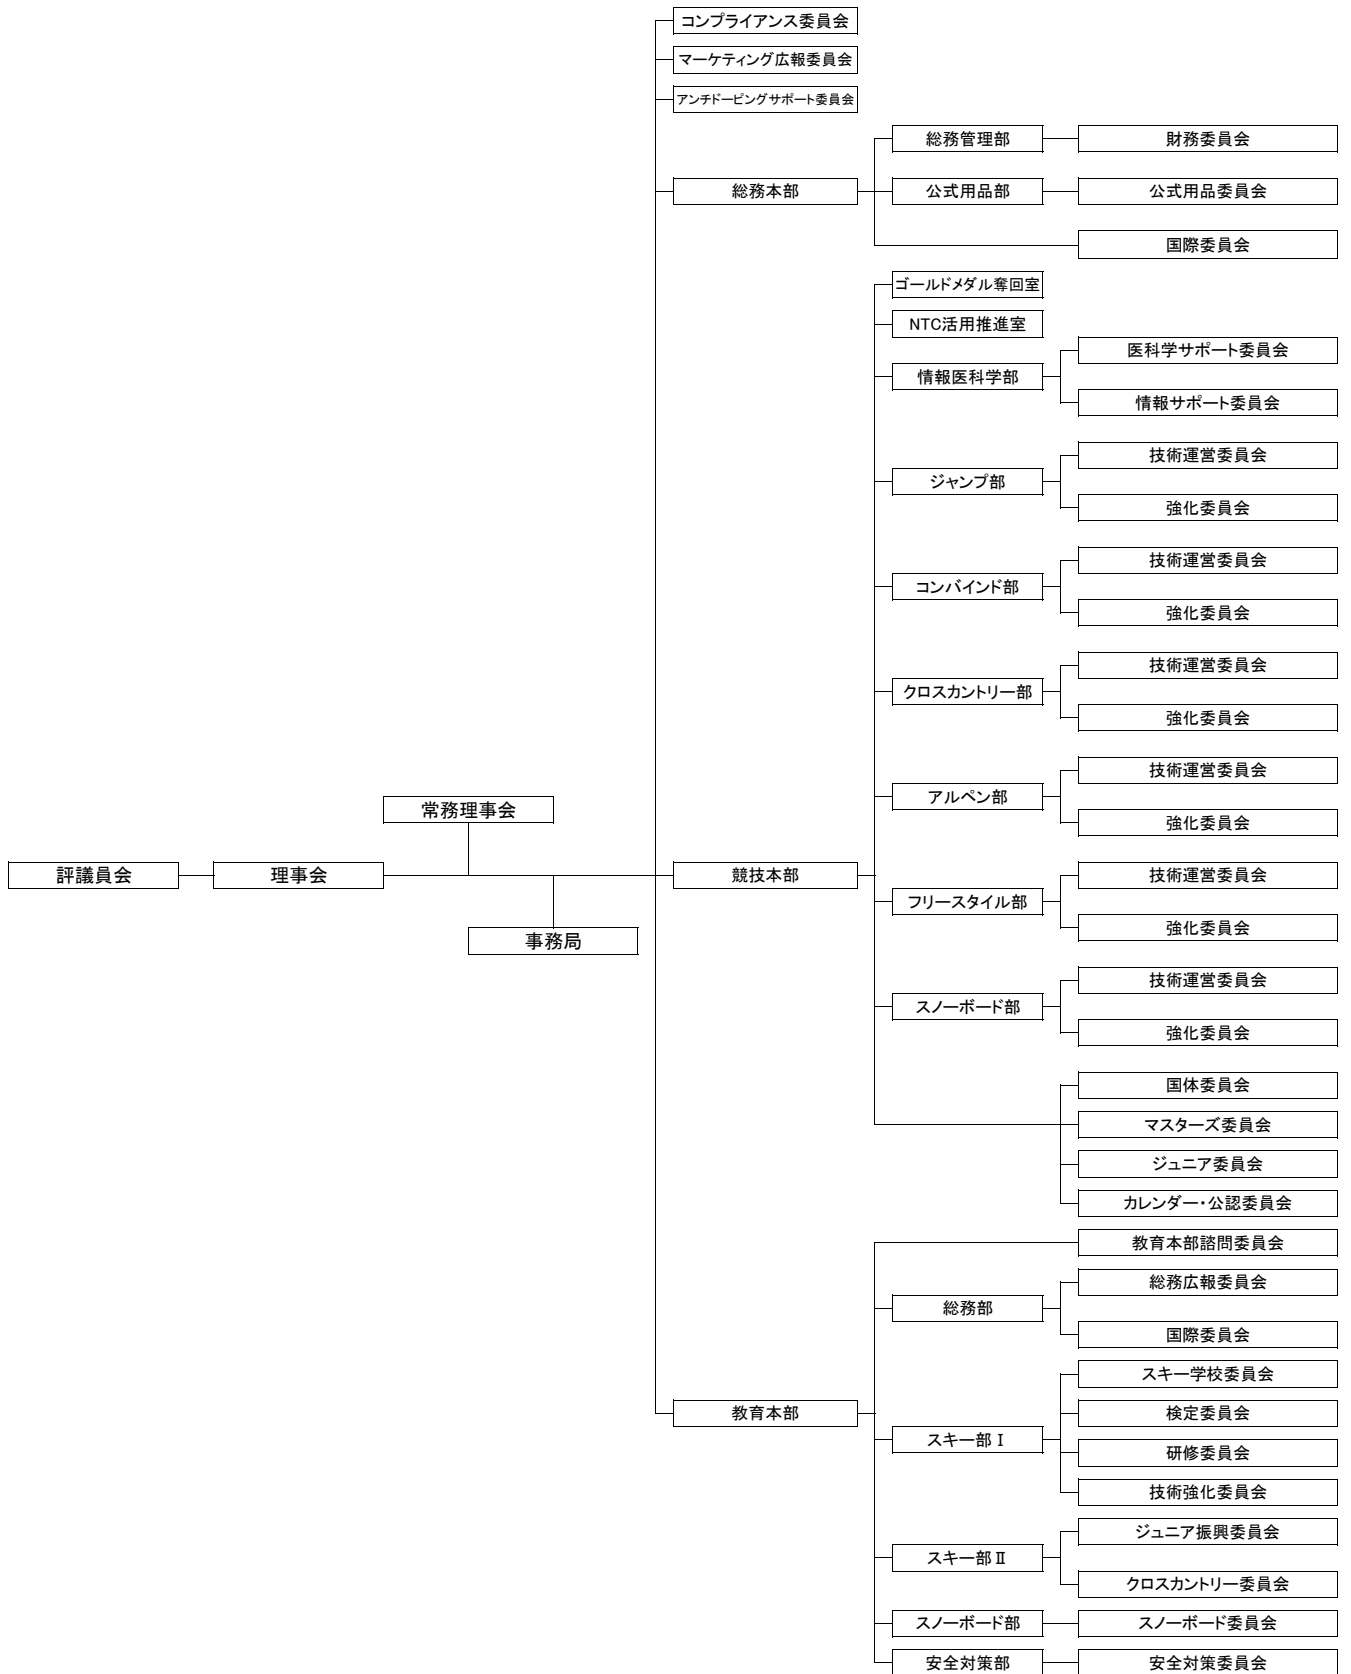 コンプライアンス委員会
マーケティング広報委員会
アンチドーピングサポート委員会
総務管理部
財務委員会
総務本部
公式用品部
公式用品委員会
国際委員会
ゴールドメダル奪回室
NTC活用推進室
医科学サポート委員会
情報医科学部
情報サポート委員会
技術運営委員会
ジャンプ部
強化委員会
技術運営委員会
コンバインド部
強化委員会
技術運営委員会
クロスカントリー部
強化委員会
技術運営委員会
アルペン部
強化委員会
常務理事会
評議員会
理事会
競技本部
技術運営委員会
フリースタイル部
強化委員会
事務局
技術運営委員会
スノーボード部
強化委員会
国体委員会
マスターズ委員会
ジュニア委員会
カレンダー・公認委員会
教育本部諮問委員会
総務広報委員会
総務部
国際委員会
スキー学校委員会
教育本部
検定委員会
スキー部Ⅰ
研修委員会
技術強化委員会
ジュニア振興委員会
スキー部Ⅱ
クロスカントリー委員会
スノーボード部
スノーボード委員会
安全対策部
安全対策委員会